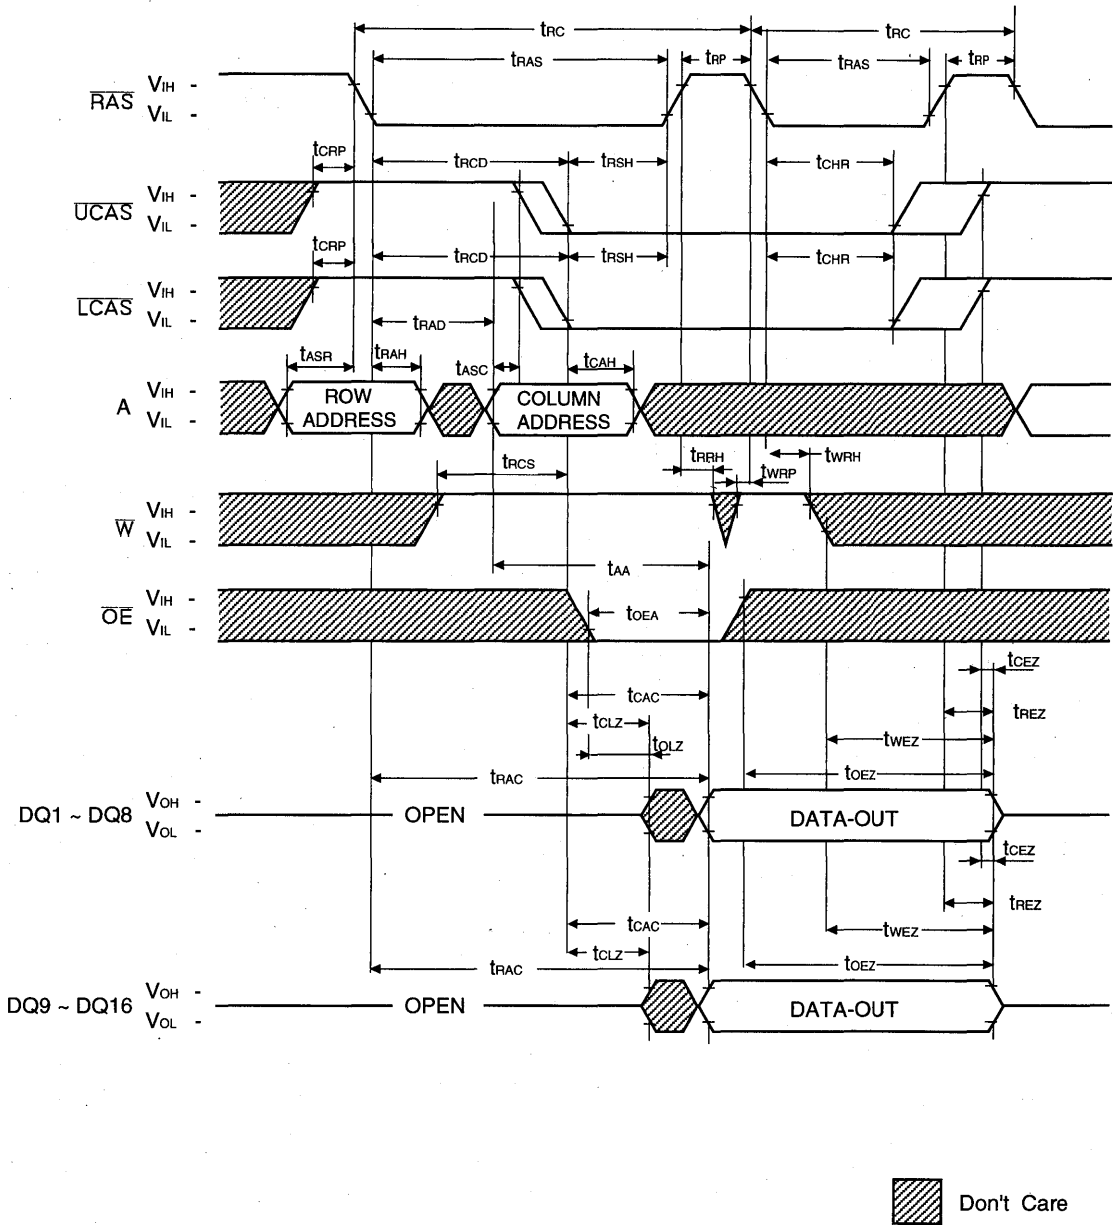 tRC tRC
tRAS tRP tRAS tRP
RAS VIH -
VIL -
tCRP tRCD tRSH tCHR
UCAS VIH -
VIL -
tCRP tRCD tRSH tCHR
LCAS VIH -
VIL -
tRAD
tASR tRAH tASC tCAH
A VIH -
VIL -
ROW ADDRESS
COLUMN ADDRESS
tRCS tRRH tWRP tWRH
W VIH -
VIL -
tAA
OE VIH -
VIL -
tOEA
tCEZ
tCAC
tREZ
tCLZ
tWEZ
tOLZ
tRAC tOEZ
DQ1 ~ DQ8 VOH -
VOL -
OPEN DATA-OUT
tCEZ
tREZ
tCAC tWEZ
tCLZ
tRAC tOEZ
DQ9 ~ DQ16 VOH -
VOL -
OPEN DATA-OUT
Don't Care